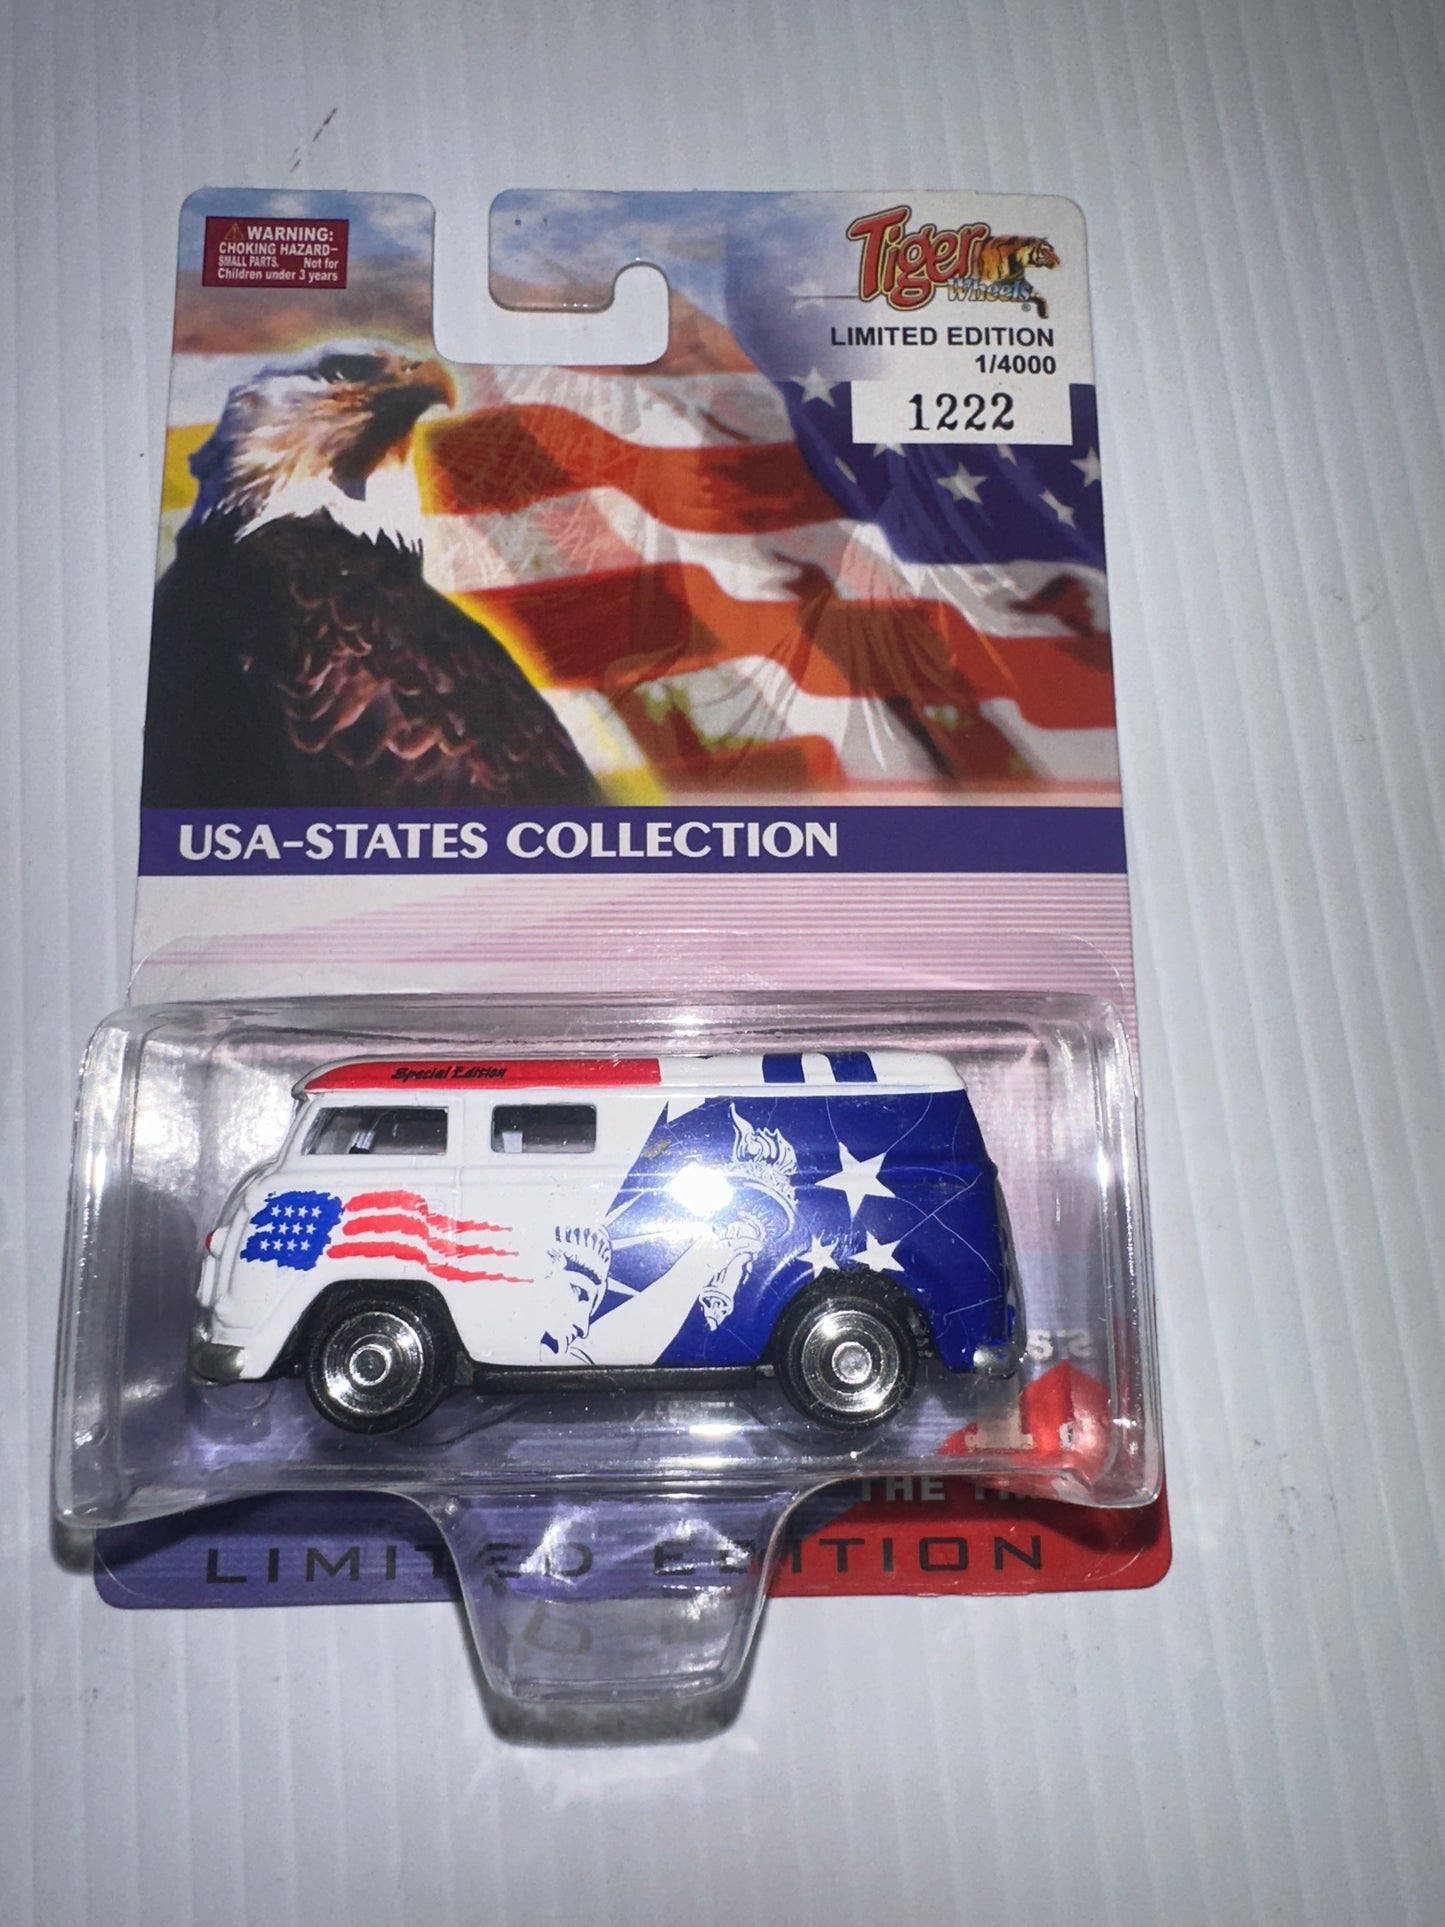 ⚠ WARNING:
CHOKING HAZARD-
SMALL PARTS. Not for
Children under 3 years
Tiger
Wheels®
LIMITED EDITION
1/4000
1222
USA-STATES COLLECTION
Special Edition
THE
LIMITED EDITION